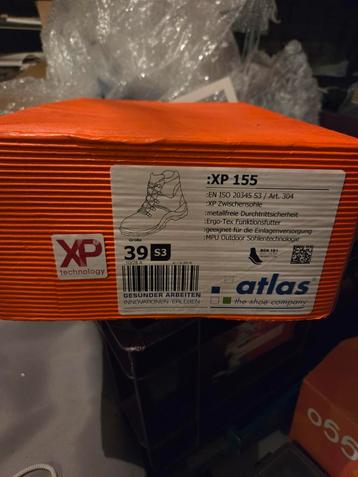 :XP 155
:EN ISO 20345 S3 / Art. 304
:XP Zwischensohle
:metallfreie Durchtrittsicherheit
:Ergo-Tex Funktionsfutter
:geeignet für die Einlagenversorgung
:MPU Outdoor Sohlentechnologie
Größe
39 S3
XP
technology
GESUNDER ARBEITEN
INNOVATIONEN ERLEBEN
atlas
the shoe company